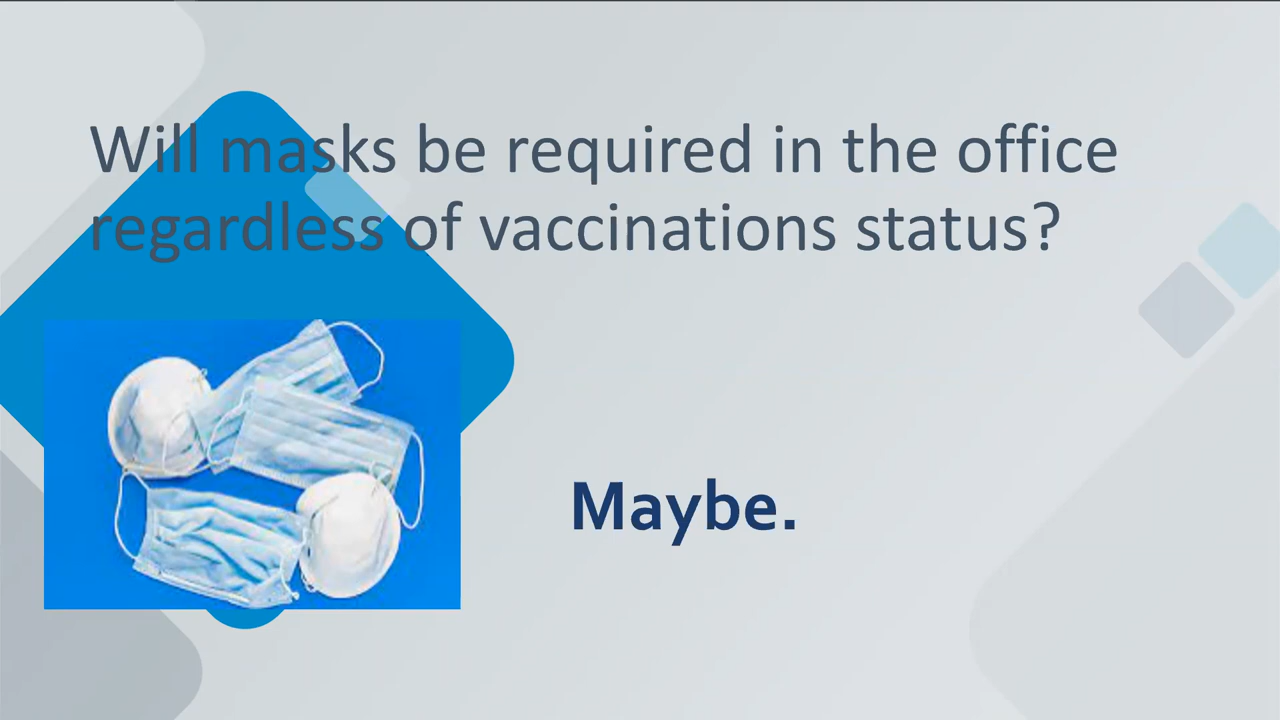 Will masks be required in the office
regardless of vaccinations status?
Maybe.